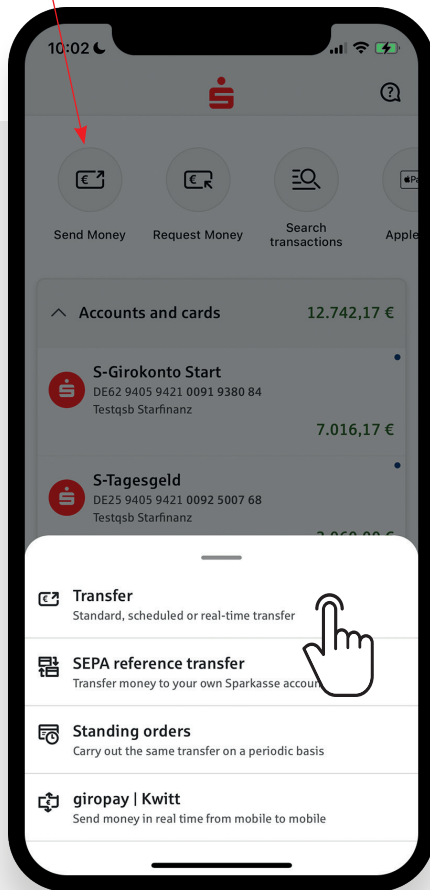 10:02
?
€ € Pa
Send Money Request Money Search transactions Apple
Accounts and cards 12.742,17 €
S-Girokonto Start
DE62 9405 9421 0091 9380 84
Testqsb Starfinanz
7.016,17 €
S-Tagesgeld
DE25 9405 9421 0092 5007 68
Testqsb Starfinanz
Transfer
Standard, scheduled or real-time transfer
SEPA reference transfer
Transfer money to your own Sparkasse accoun
Standing orders
Carry out the same transfer on a periodic basis
giropay | Kwitt
Send money in real time from mobile to mobile